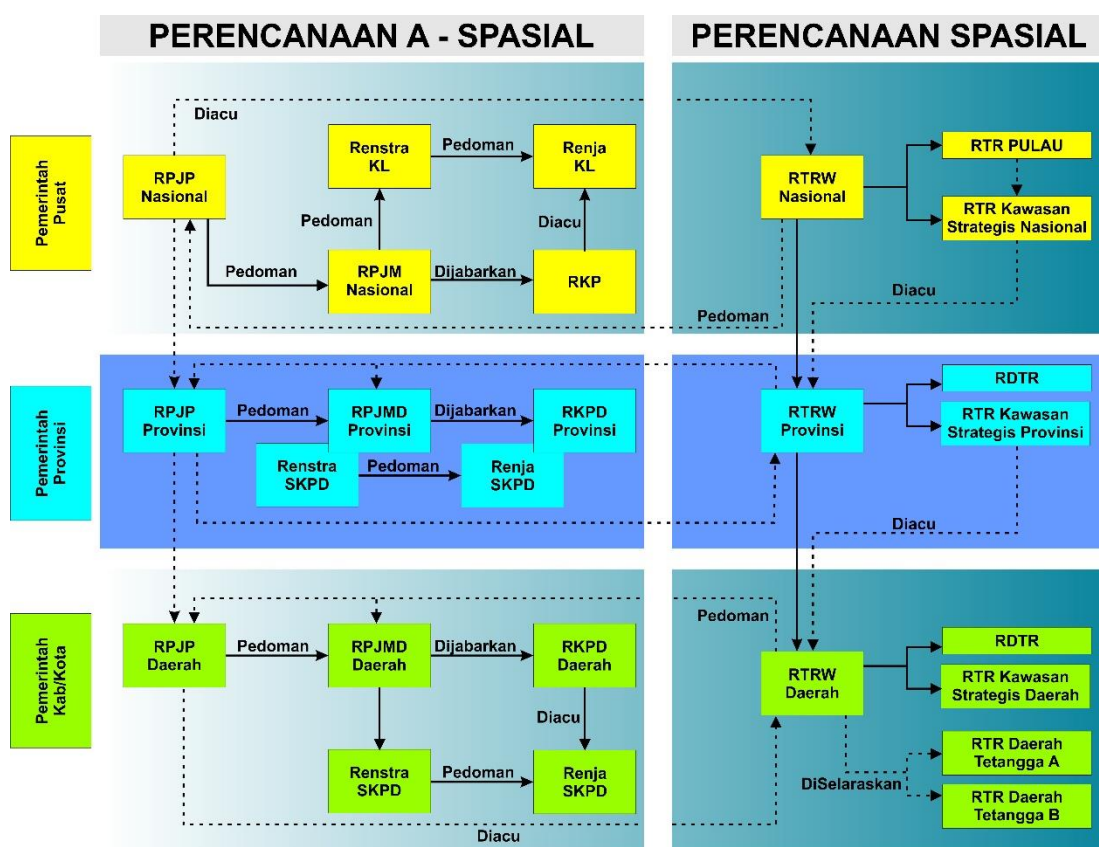 PERENCANAAN A - SPASIAL
PERENCANAAN SPASIAL
Pemerintah
Pusat
Diacu
RPJP
Nasional
Renstra
KL
Pedoman
Renja
KL
Pedoman
Diacu
Pedoman
RPJM
Nasional
Dijabarkan
RKP
RTRW
Nasional
RTR PULAU
RTR Kawasan
Strategis Nasional
Diacu
Pedoman
Pemerintah
Provinsi
RPJP
Provinsi
Pedoman
RPJMD
Provinsi
Dijabarkan
RKPD
Provinsi
Renstra
SKPD
Pedoman
Renja
SKPD
RTRW
Provinsi
RDTR
RTR Kawasan
Strategis Provinsi
Diacu
Pemerintah
Kab/Kota
RPJP
Daerah
Pedoman
RPJMD
Daerah
Dijabarkan
RKPD
Daerah
Diacu
Renstra
SKPD
Pedoman
Renja
SKPD
Diacu
Pedoman
RTRW
Daerah
RDTR
RTR Kawasan
Strategis Daerah
RTR Daerah
Tetangga A
DiSelaraskan
RTR Daerah
Tetangga B